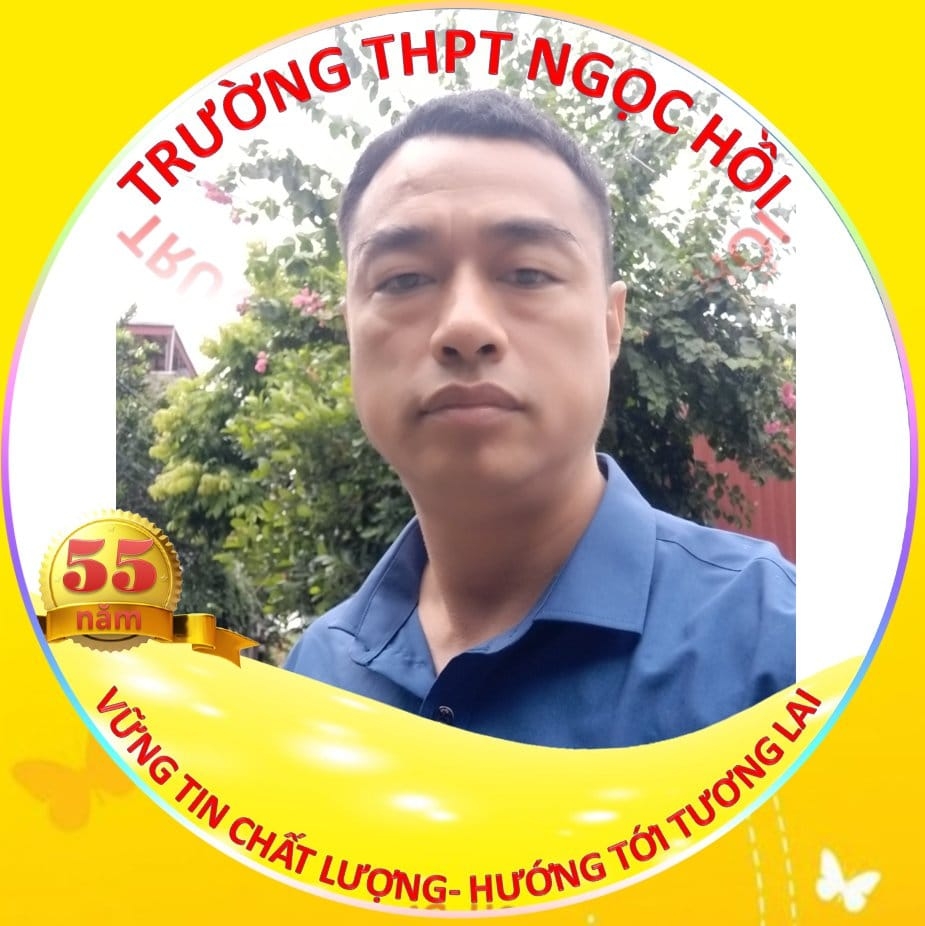 TRƯỜNG THPT NGỌC HỒI
55
năm
VỮNG TIN CHẤT LƯỢNG- HƯỚNG TỚI TƯƠNG LAI